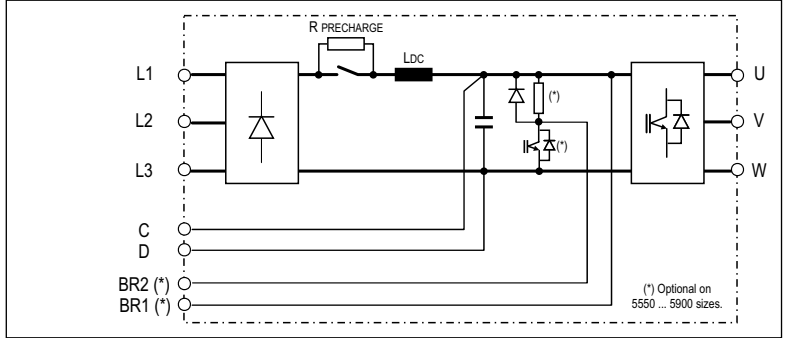 R PRECHARGE
LDC
L1
U
(*)
L2
V
(*)
L3
W
C
D
BR2 (*)
BR1 (*)
(*) Optional on
5550 ... 5900 sizes.